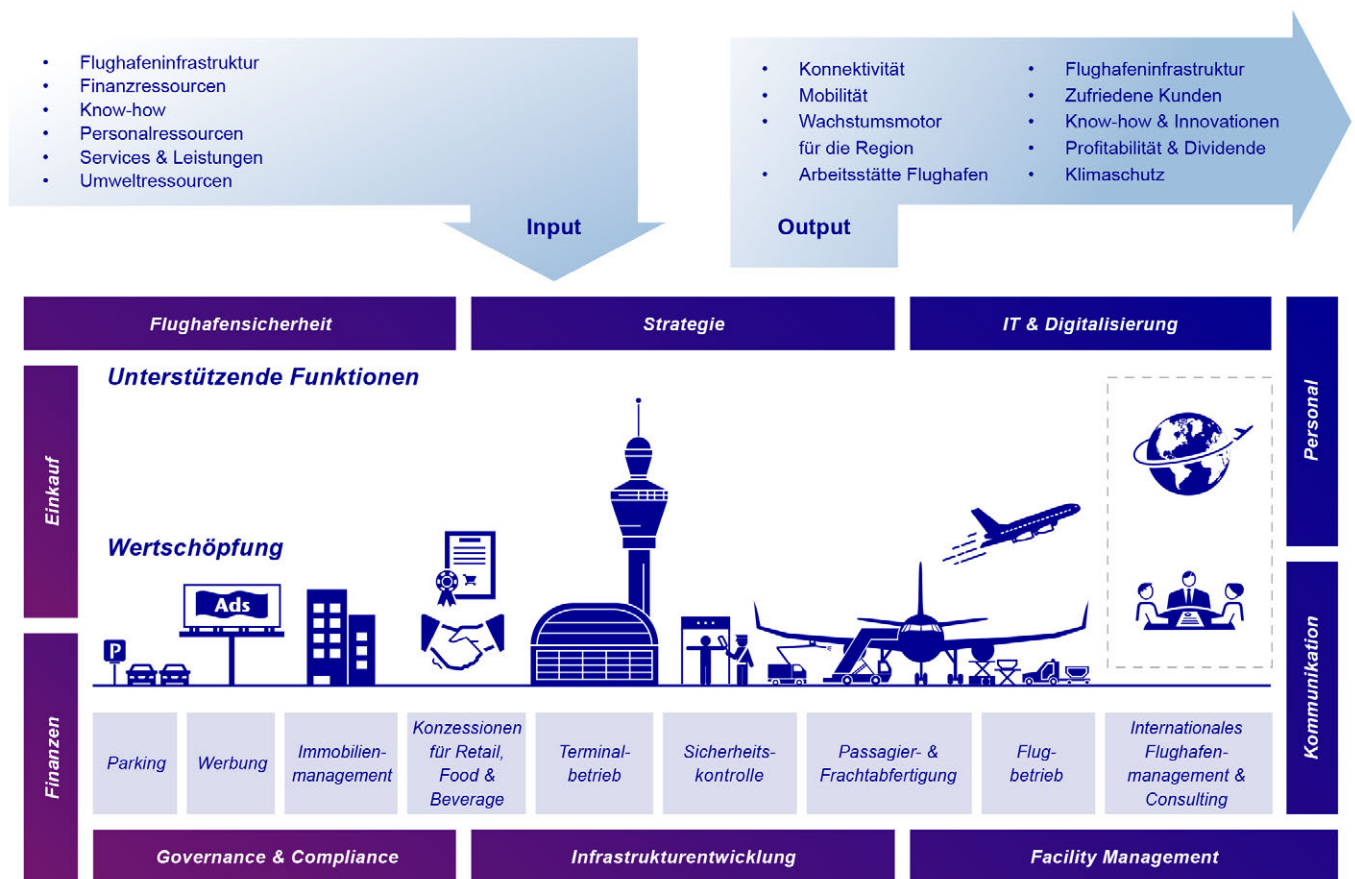 • Flughafeninfrastruktur
• Finanzressourcen
• Know-how
• Personalressourcen
• Services & Leistungen
• Umweltressourcen
Input
• Konnektivität
• Mobilität
• Wachstumsmotor
für die Region
• Arbeitsstätte Flughafen
• Flughafeninfrastruktur
• Zufriedene Kunden
• Know-how & Innovationen
• Profitabilität & Dividende
• Klimaschutz
Output
Flughafensicherheit
Strategie
IT & Digitalisierung
Personal
Einkauf
Unterstützende Funktionen
Wertschöpfung
Ads
P
Kommunikation
Finanzen
Parking
Werbung
Immobilien-
management
Konzessionen
für Retail,
Food &
Beverage
Terminal-
betrieb
Sicherheits-
kontrolle
Passagier- &
Frachtabfertigung
Flug-
betrieb
Internationales
Flughafen-
management &
Consulting
Governance & Compliance
Infrastrukturentwicklung
Facility Management